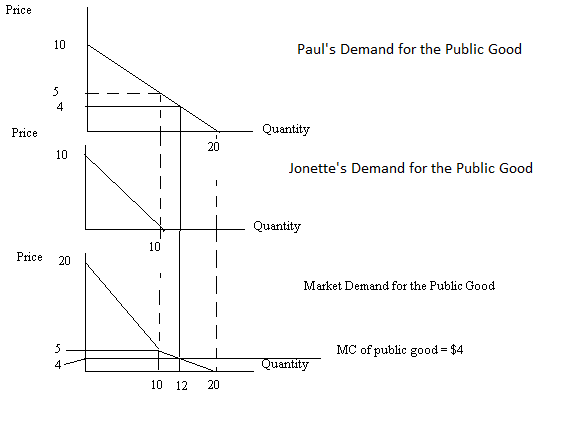 Price
10
Paul's Demand for the Public Good
5
4
Quantity
Price
20
10
Jonette's Demand for the Public Good
Quantity
10
Price
20
Market Demand for the Public Good
5
MC of public good = $4
4
Quantity
10 12 20